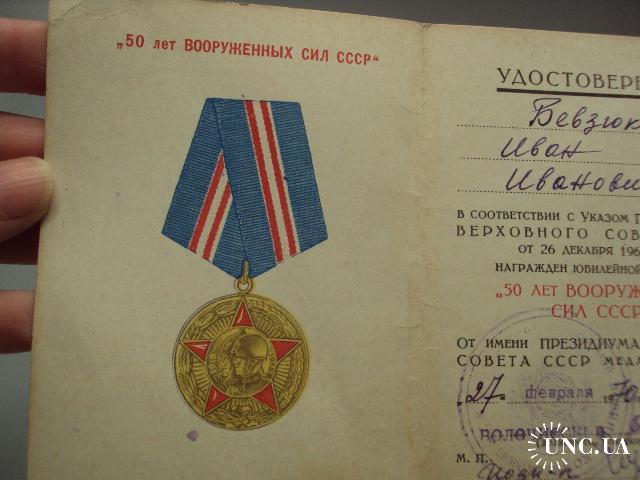 „50 лет ВООРУЖЕННЫХ СИЛ СССР“
УДОСТОВЕРЕ
Бевзюк
Иван
Иванови
В СООТВЕТСТВИИ С УКАЗОМ П
ВЕРХОВНОГО СОВ
ОТ 26 ДЕКАБРЯ 196
НАГРАЖДЕН ЮБИЛЕЙНОЙ
„50 ЛЕТ ВООРУЖ
СИЛ СССР
ОТ ИМЕНИ ПРЕЗИДИУМА
СОВЕТА СССР МЕДА
„27“ февраля 1970
М. П.
UNC.UA